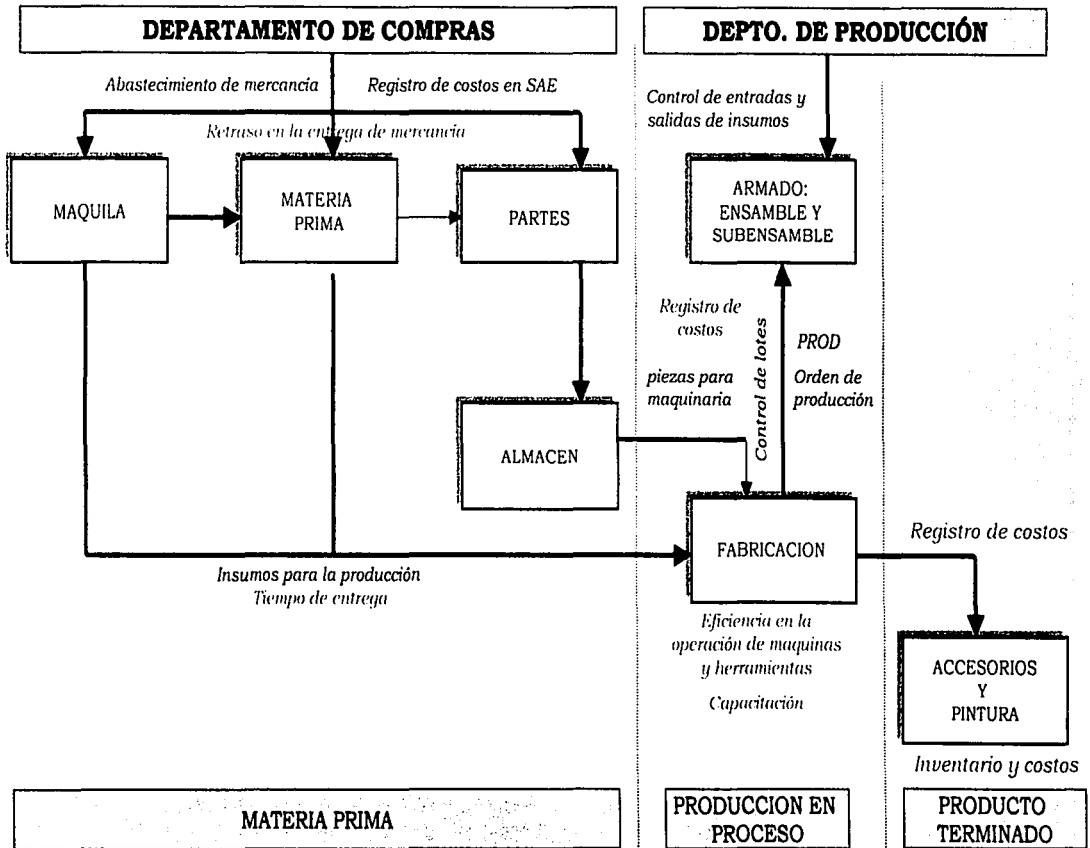 DEPARTAMENTO DE COMPRAS
DEPTO. DE PRODUCCIÓN
Abastecimiento de mercancía
Registro de costos en SAE
Retraso en la entrega de mercancía
Control de entradas y
salidas de insumos
MAQUILA
MATERIA
PRIMA
PARTES
ARMADO:
ENSAMBLE Y
SUBENSAMBLE
Registro de
costos
piezas para
maquinaria
Control de lotes
PROD
Orden de
producción
ALMACEN
FABRICACION
Registro de costos
Insumos para la producción
Tiempo de entrega
Eficiencia en la
operación de maquinas
y herramientas
Capacitación
ACCESORIOS
Y
PINTURA
Inventario y costos
MATERIA PRIMA
PRODUCCION EN
PROCESO
PRODUCTO
TERMINADO